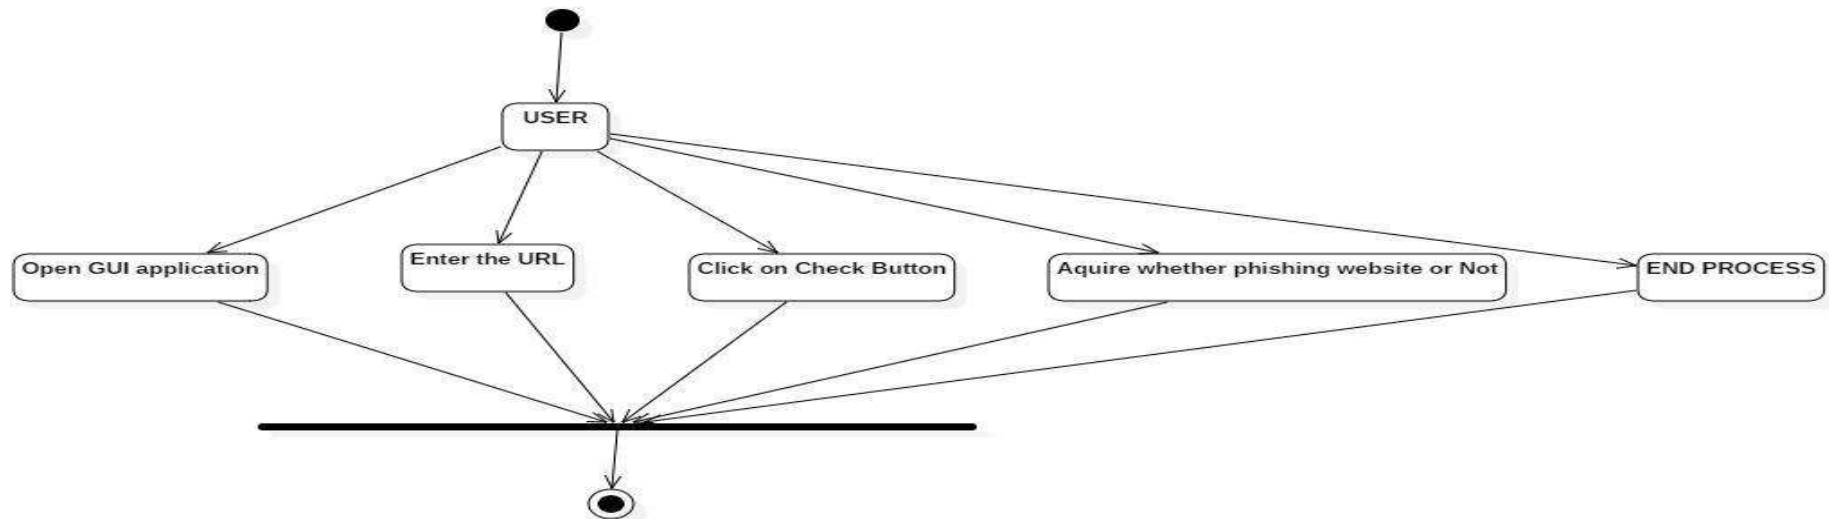 USER
Open GUI application
Enter the URL
Click on Check Button
Aquire whether phishing website or Not
END PROCESS